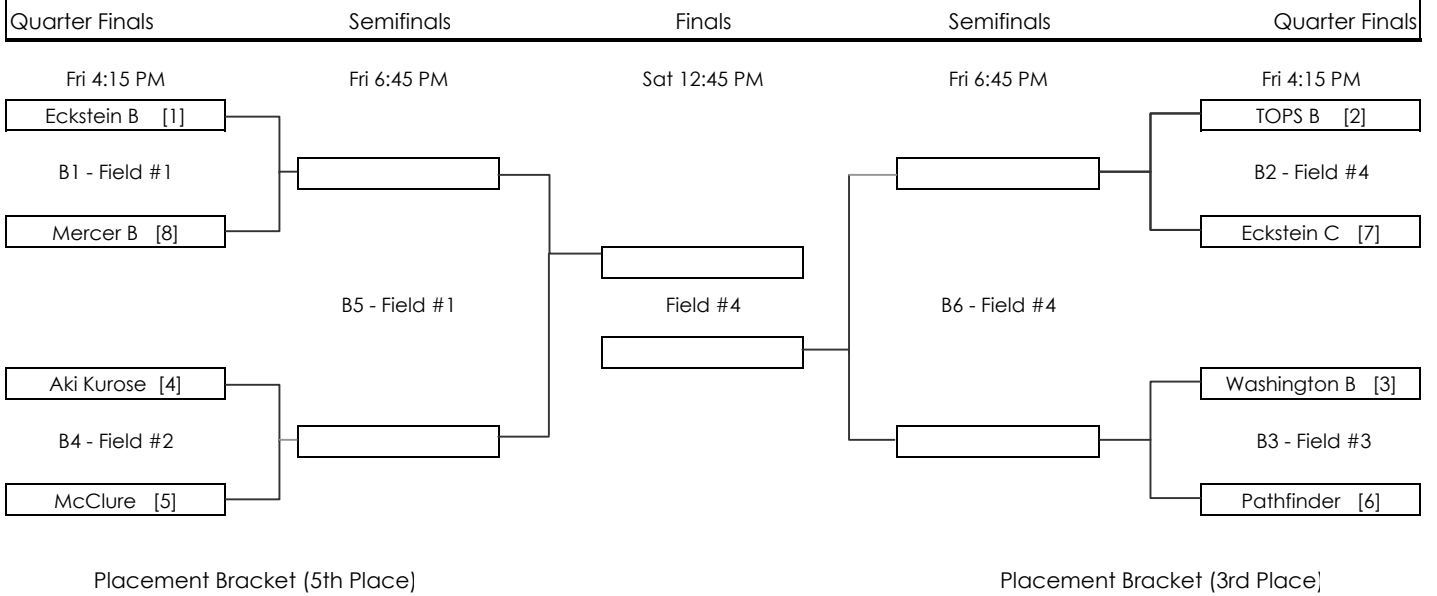 Quarter Finals Semifinals Finals Semifinals Quarter Finals
Fri 4:15 PM Fri 6:45 PM Sat 12:45 PM Fri 6:45 PM Fri 4:15 PM
Eckstein B [1] TOPS B [2]
B1 - Field #1 B2 - Field #4
Mercer B [8] Eckstein C [7]
B5 - Field #1 Field #4 B6 - Field #4
Aki Kurose [4] Washington B [3]
B4 - Field #2 B3 - Field #3
McClure [5] Pathfinder [6]
Placement Bracket (5th Place) Placement Bracket (3rd Place)